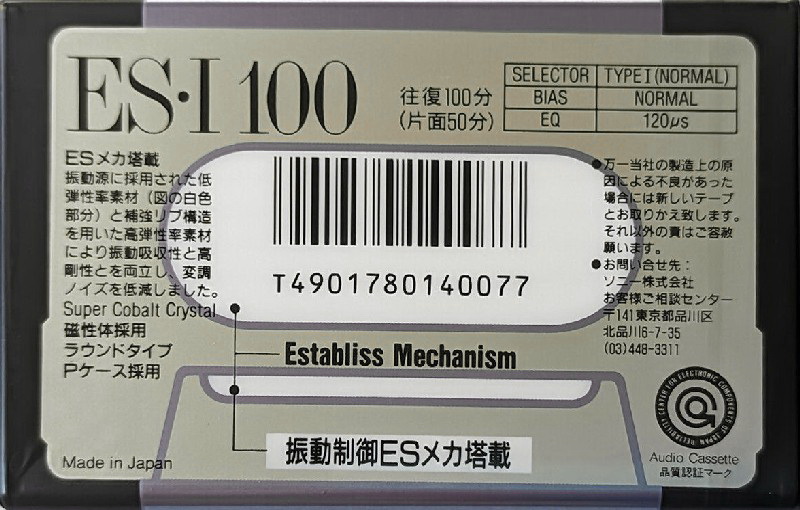 ES・I 100
往復100分
(片面50分)
SELECTOR TYPE I (NORMAL)
BIAS NORMAL
EQ 120μs
ESメカ塔載
振動源に採用された低
弾性率素材（図の白色
部分）と補強リブ構造
を用いた高弾性率素材
により振動吸収性と高
剛性とを両立し、変調
ノイズを低減しました。
Super Cobalt Crystal
磁性体採用
ラウンドタイプ
Pケース採用
Made in Japan
T4901780140077
Establiss Mechanism
振動制御ESメカ塔載
●万一当社の製造上の原
因による不良があった
場合には新しいテープ
とお取りかえ致します。
それ以外の責はご容赦
願います。
●お問い合せ先：
ソニー株式会社
お客様ご相談センター
〒141東京都品川区
北品川6-7-35
(03)448-3311
CENTER FOR ELECTRONIC COMPONENTS OF JAPAN RELIABILITY
Audio Cassette
品質認証マーク